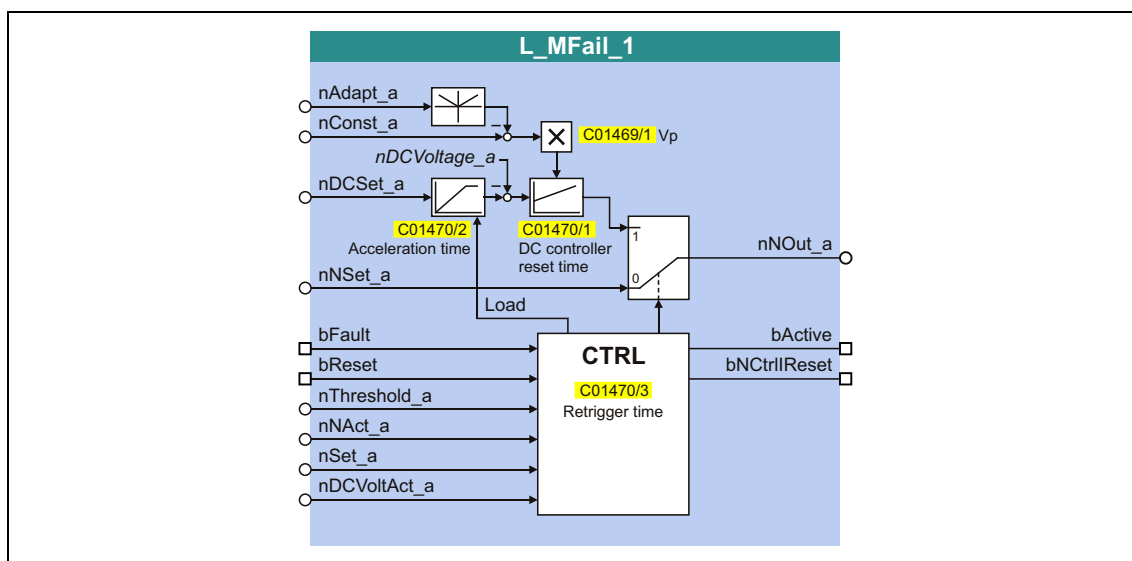 L_MFail_1
nAdapt_a
nConst_a
C01469/1 Vp
nDCVoltage_a
nDCSet_a
C01470/2
Acceleration time
C01470/1
DC controller
reset time
1
nNOut_a
nNSet_a
0
Load
bFault
CTRL
bActive
bReset
C01470/3
bNCtrlIReset
nThreshold_a
Retrigger time
nNAct_a
nSet_a
nDCVoltAct_a